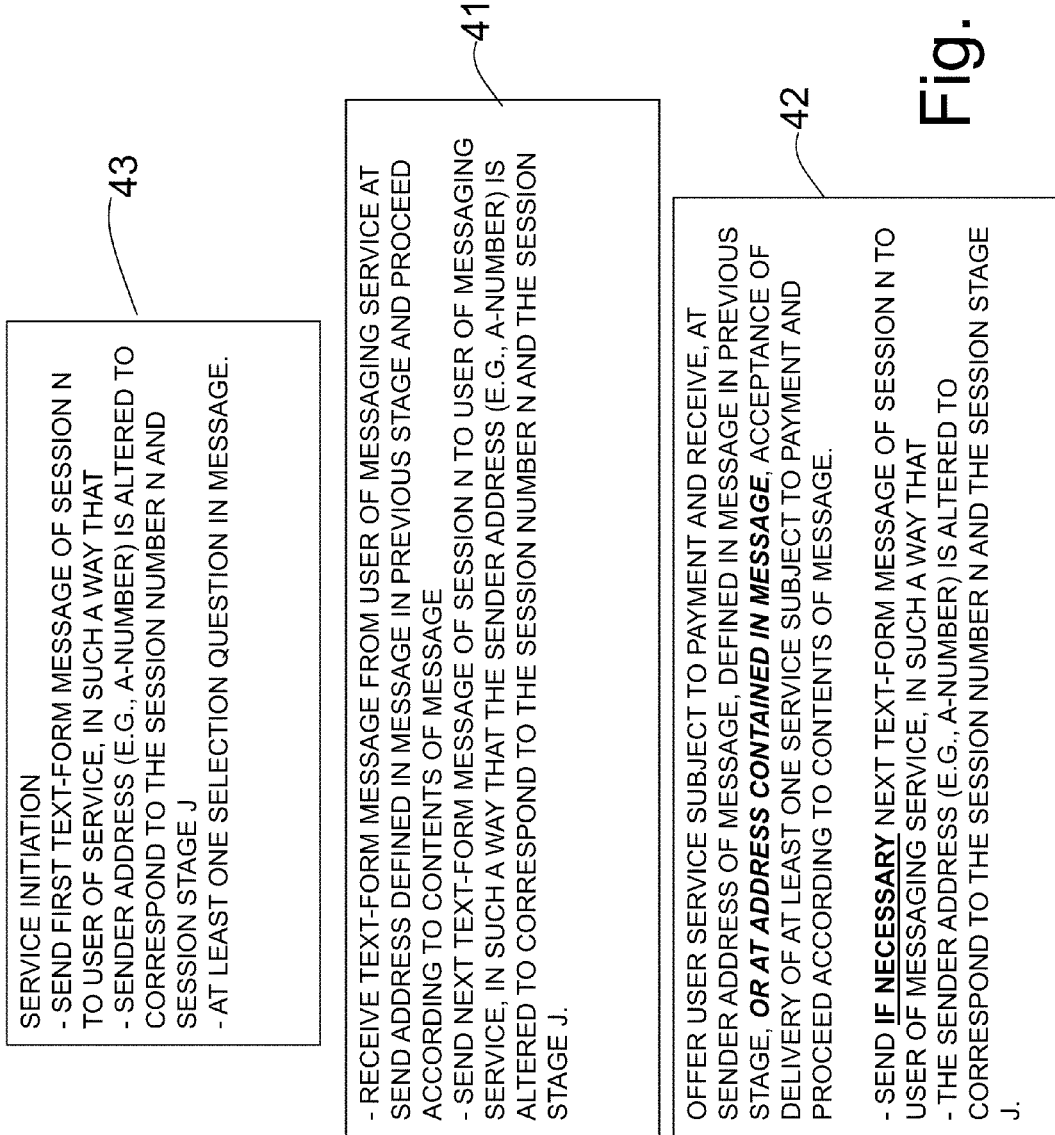 43
SERVICE INITIATION
- SEND FIRST TEXT-FORM MESSAGE OF SESSION N
TO USER OF SERVICE, IN SUCH A WAY THAT
- SENDER ADDRESS (E.G., A-NUMBER) IS ALTERED TO
CORRESPOND TO THE SESSION NUMBER N AND
SESSION STAGE J
- AT LEAST ONE SELECTION QUESTION IN MESSAGE.
41
- RECEIVE TEXT-FORM MESSAGE FROM USER OF MESSAGING SERVICE AT
SEND ADDRESS DEFINED IN MESSAGE IN PREVIOUS STAGE AND PROCEED
ACCORDING TO CONTENTS OF MESSAGE
- SEND NEXT TEXT-FORM MESSAGE OF SESSION N TO USER OF MESSAGING
SERVICE, IN SUCH A WAY THAT THE SENDER ADDRESS (E.G., A-NUMBER) IS
ALTERED TO CORRESPOND TO THE SESSION NUMBER N AND THE SESSION
STAGE J.
42
OFFER USER SERVICE SUBJECT TO PAYMENT AND RECEIVE, AT
SENDER ADDRESS OF MESSAGE, DEFINED IN MESSAGE IN PREVIOUS
STAGE, OR AT ADDRESS CONTAINED IN MESSAGE, ACCEPTANCE OF
DELIVERY OF AT LEAST ONE SERVICE SUBJECT TO PAYMENT AND
PROCEED ACCORDING TO CONTENTS OF MESSAGE.
- SEND IF NECESSARY NEXT TEXT-FORM MESSAGE OF SESSION N TO
USER OF MESSAGING SERVICE, IN SUCH A WAY THAT
- THE SENDER ADDRESS (E.G., A-NUMBER) IS ALTERED TO
CORRESPOND TO THE SESSION NUMBER N AND THE SESSION STAGE
J.
Fig.